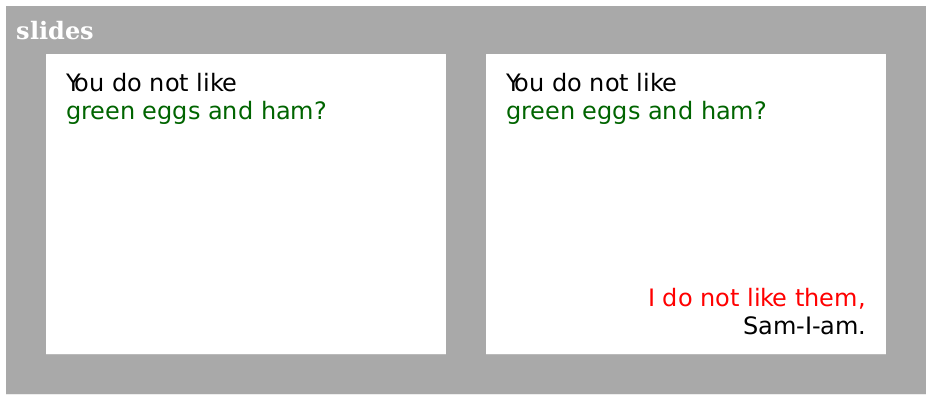 slides
You do not like
green eggs and ham?
You do not like
green eggs and ham?
I do not like them,
Sam-I-am.